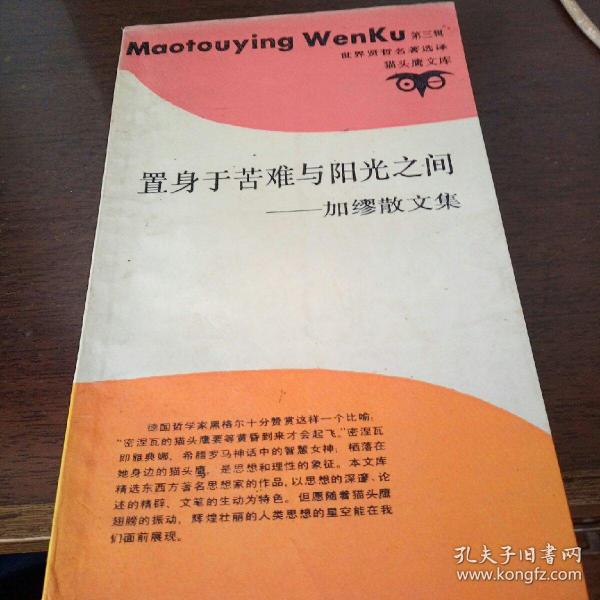 Maotouying WenKu 第三辑
世界贤哲名著选译
猫头鹰文库
置身于苦难与阳光之间
——加缪散文集
德国哲学家黑格尔十分赞赏这样一个比喻:
“密涅瓦的猫头鹰要等黄昏到来才会起飞。”密涅瓦
即雅典娜,希腊罗马神话中的智慧女神;栖落在
她身边的猫头鹰,是思想和理性的象征。本文库
精选东西方著名思想家的作品,以思想的深邃、论
述的精辟、文笔的生动为特色。但愿随着猫头鹰
翅膀的振动,辉煌壮丽的人类思想的星空能在我
们面前展现。
孔夫子旧书网
www.kongfz.com